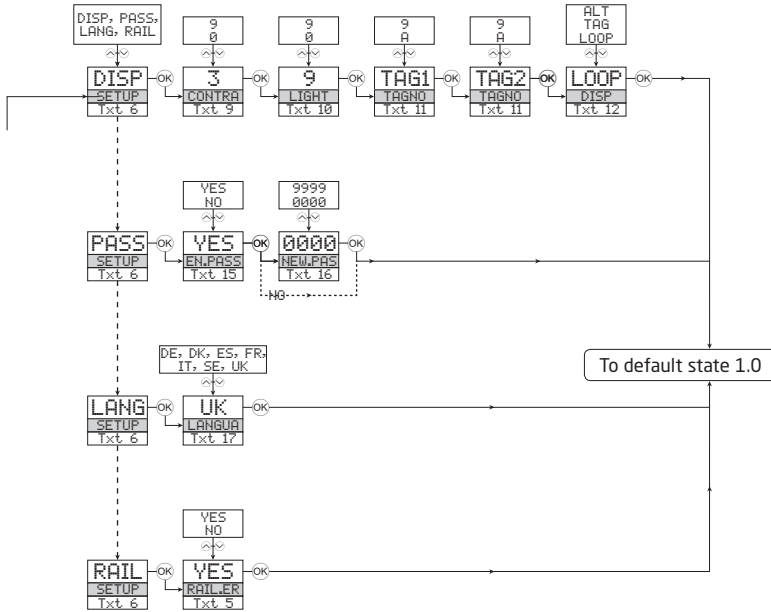 DISP, PASS,
LANG, RAIL
9
0
9
0
9
A
9
A
ALT
TAG
LOOP
DISP
SETUP
Txt 6
OK
3
CONTRA
Txt 9
OK
9
LIGHT
Txt 10
OK
TAG1
TAGNO
Txt 11
OK
TAG2
TAGNO
Txt 11
OK
LOOP
DISP
Txt 12
OK
YES
NO
9999
0000
PASS
SETUP
Txt 6
OK
YES
EN.PASS
Txt 15
OK
0000
NEW.PAS
Txt 16
OK
NO
To default state 1.0
DE, DK, ES, FR,
IT, SE, UK
LANG
SETUP
Txt 6
OK
UK
LANGUA
Txt 17
OK
YES
NO
RAIL
SETUP
Txt 6
OK
YES
RAIL.ER
Txt 5
OK